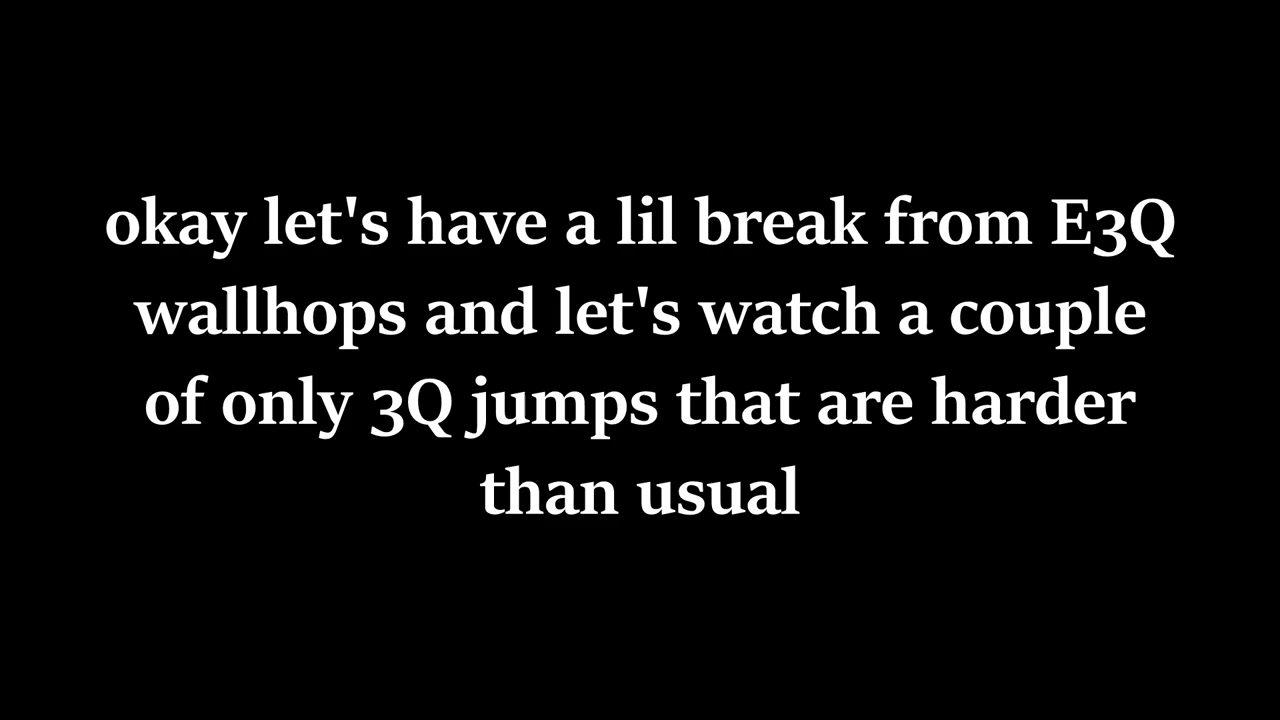 okay let's have a lil break from E3Q
wallhops and let's watch a couple
of only 3Q jumps that are harder
than usual